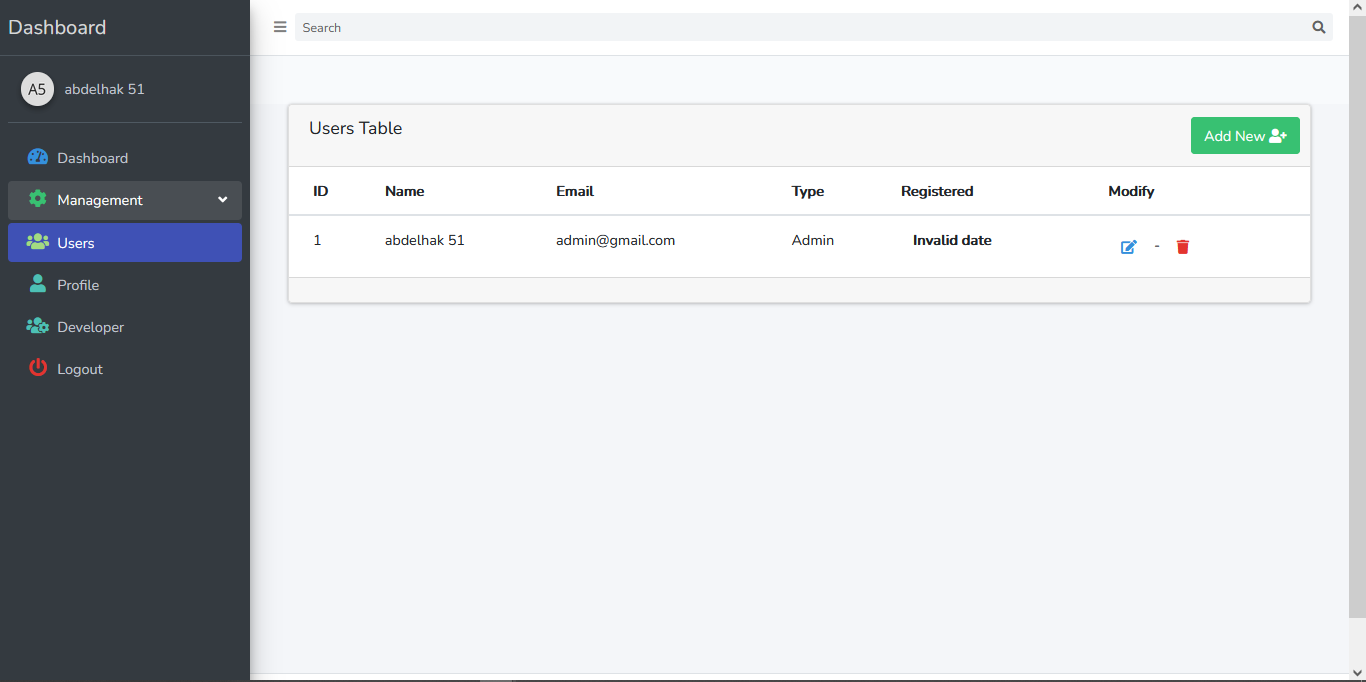 Dashboard
Search
A5 abdelhak 51
Dashboard
Management
Users
Profile
Developer
Logout
Users Table
Add New
ID Name Email Type Registered Modify
1 abdelhak 51 admin@gmail.com Admin Invalid date -